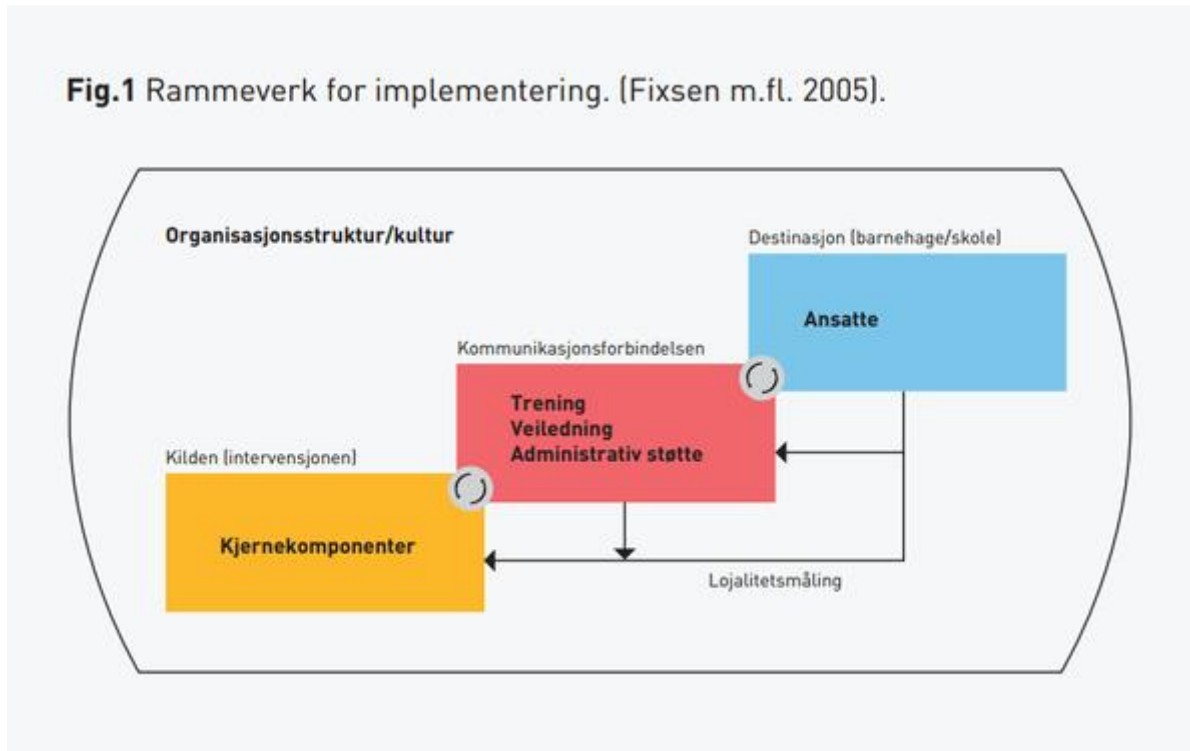 Fig.1 Rammeverk for implementering. (Fixsen m.fl. 2005).
Organisasjonsstruktur/kultur
Destinasjon (barnehage/skole)
Ansatte
Kommunikasjonsforbindelsen
Trening
Veiledning
Administrativ støtte
Kilden (intervensjonen)
Kjernekomponenter
Lojalitetsmåling